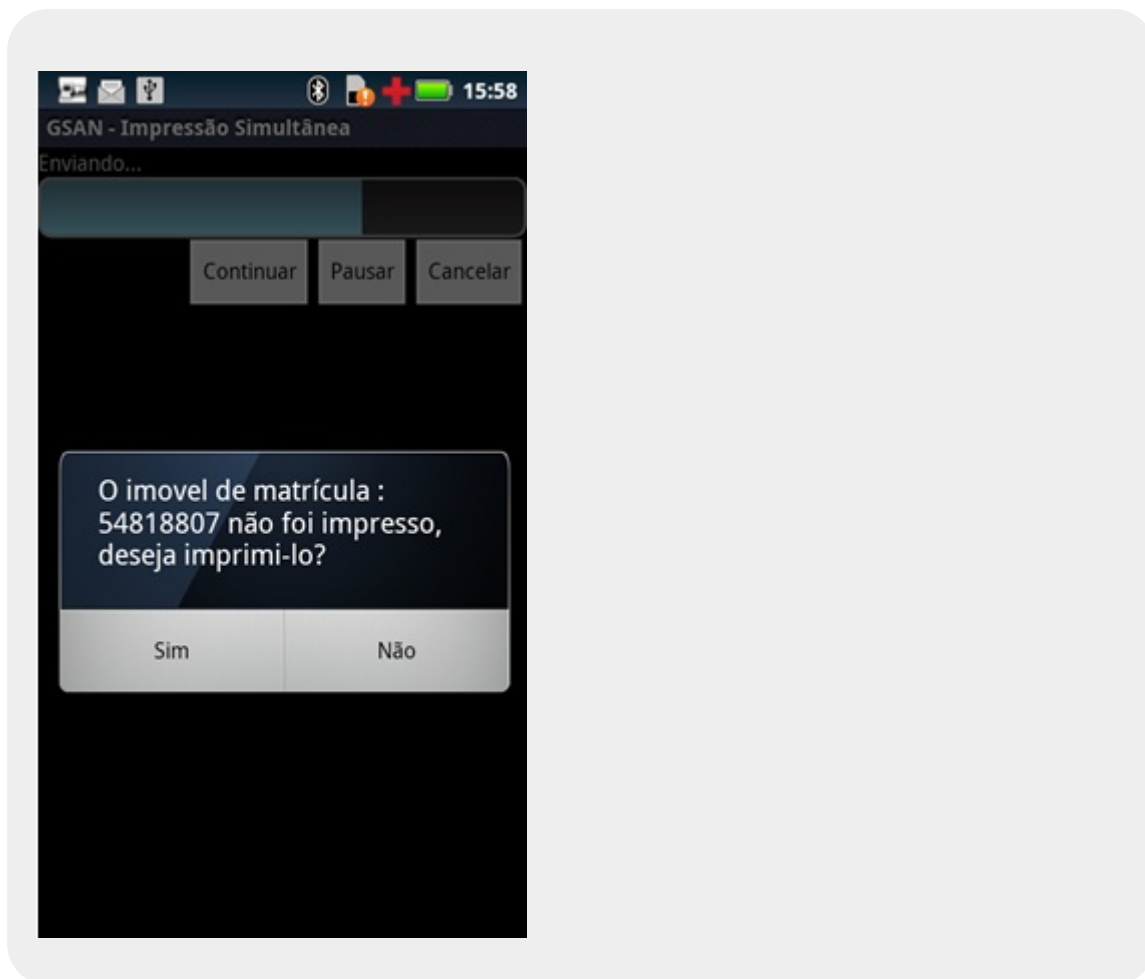 15:58
GSAN - Impressão Simultânea
Enviando...
Continuar Pausar Cancelar
O imovel de matrícula :
54818807 não foi impresso,
deseja imprimi-lo?
Sim Não